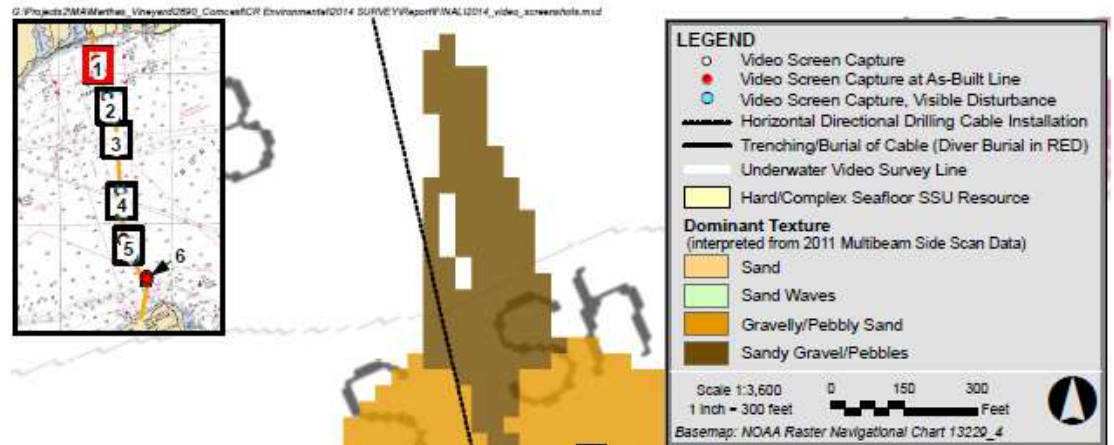 G:\Projects2\MA\Marthas_Vineyard\2690_Comcast\CR Environmental\2014 SURVEY\Report\FINAL\2014_video_screenshots.mxd
1
2
3
4
5
6
LEGEND
Video Screen Capture
Video Screen Capture at As-Built Line
Video Screen Capture, Visible Disturbance
Horizontal Directional Drilling Cable Installation
Trenching/Burial of Cable (Diver Burial in RED)
Underwater Video Survey Line
Hard/Complex Seafloor SSU Resource
Dominant Texture
(interpreted from 2011 Multibeam Side Scan Data)
Sand
Sand Waves
Gravelly/Pebbly Sand
Sandy Gravel/Pebbles
Scale 1:3,600
1 inch = 300 feet
0 150 300
Feet
Basemap: NOAA Raster Navigational Chart 13229_4